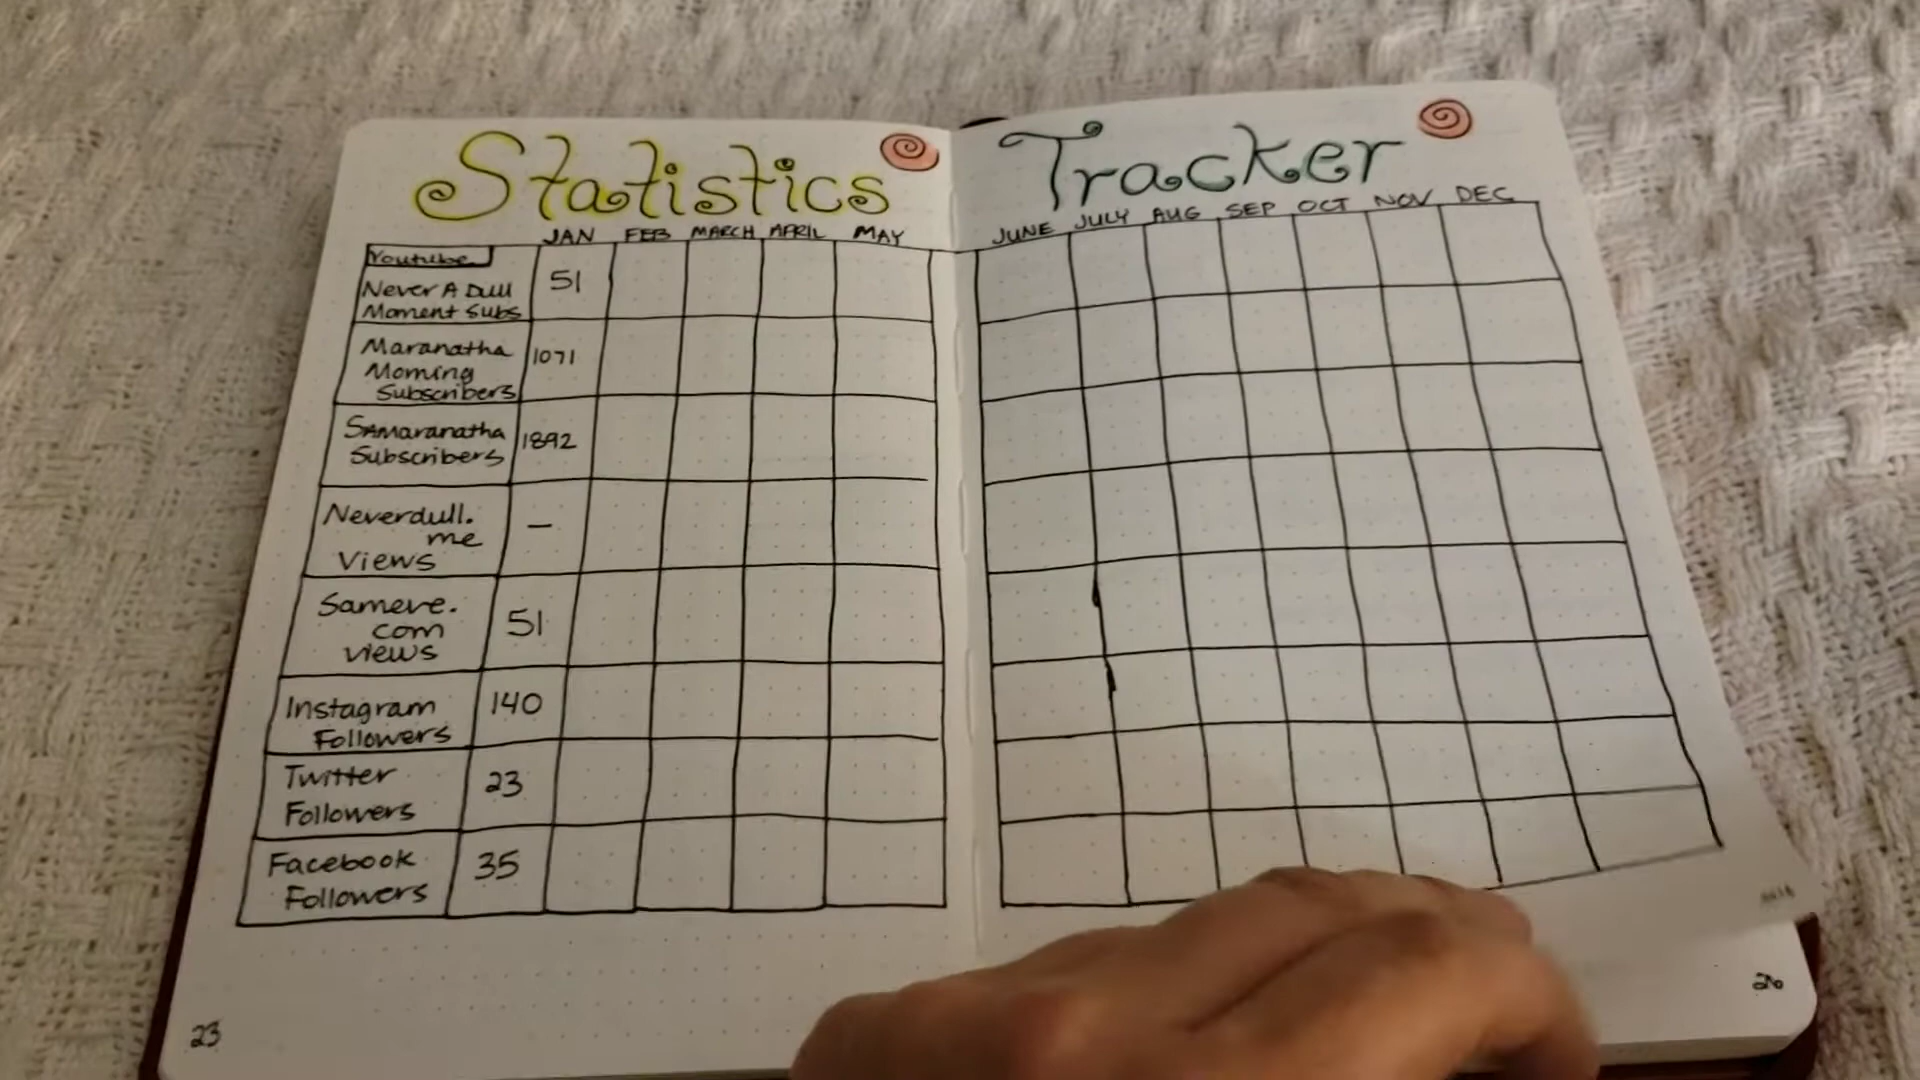 Statistics Tracker
JAN FEB MARCH APRIL MAY JUNE JULY AUG SEP OCT NOV DEC
Youtube
Never A Dull
Moment Subs
51
Maranatha
Morning
Subscribers
1071
SAMaranatha
Subscribers
1892
Neverdull.
me
Views
—
Sameve.
com
views
51
Instagram
Followers
140
Twitter
Followers
23
Facebook
Followers
35
23
26